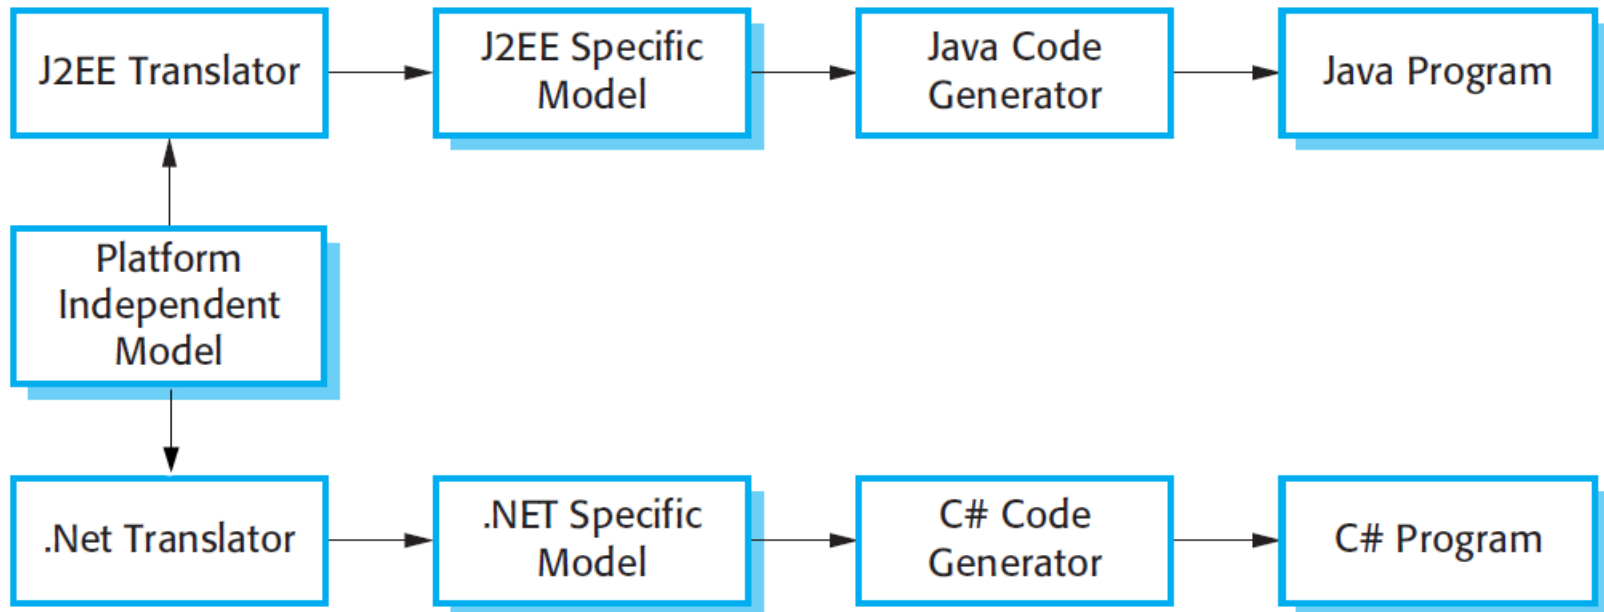 J2EE Translator
J2EE Specific
Model
Java Code
Generator
Java Program
Platform
Independent
Model
.Net Translator
.NET Specific
Model
C# Code
Generator
C# Program